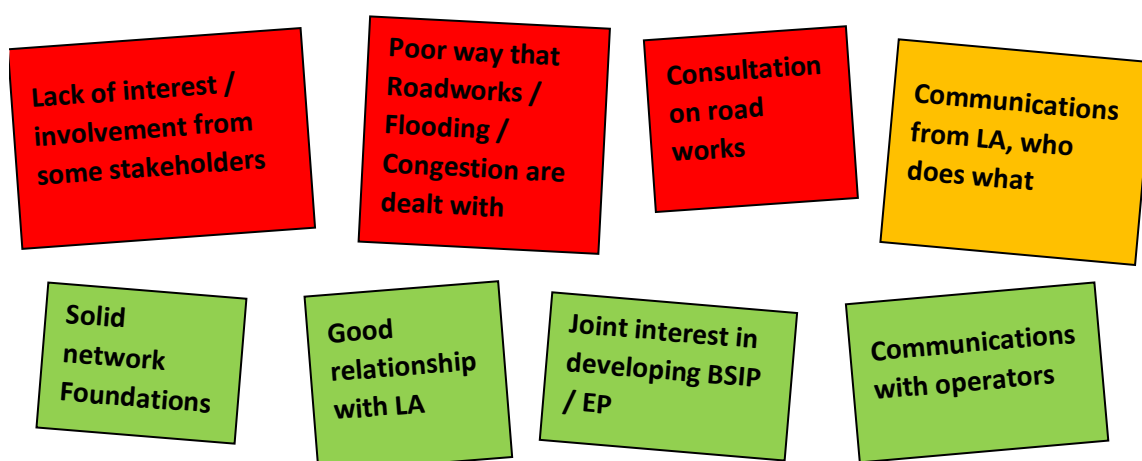 Lack of interest /
involvement from
some stakeholders
Poor way that
Roadworks /
Flooding /
Congestion are
dealt with
Consultation
on road
works
Communications
from LA, who
does what
Solid
network
Foundations
Good
relationship
with LA
Joint interest in
developing BSIP
/ EP
Communications
with operators